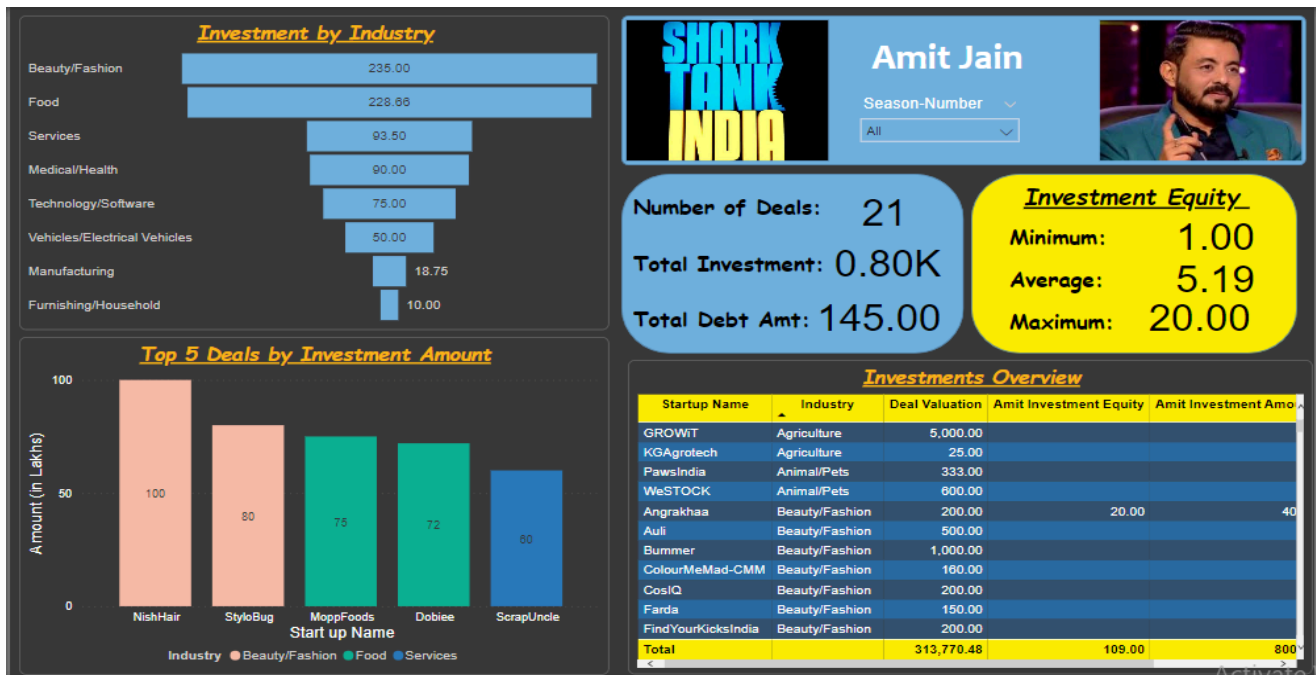 Investment by Industry
Beauty/Fashion 235.00
Food 228.66
Services 93.50
Medical/Health 90.00
Technology/Software 75.00
Vehicles/Electrical Vehicles 50.00
Manufacturing 18.75
Furnishing/Household 10.00
SHARK
TANK
INDIA
Amit Jain
Season-Number
All
Number of Deals: 21
Total Investment: 0.80K
Total Debt Amt: 145.00
Investment Equity
Minimum: 1.00
Average: 5.19
Maximum: 20.00
Top 5 Deals by Investment Amount
Amount (in Lakhs)
100
50
0
100
80
75
72
60
NishHair StyloBug MoppFoods Dobiee ScrapUncle
Start up Name
Industry Beauty/Fashion Food Services
Investments Overview
Startup Name Industry Deal Valuation Amit Investment Equity Amit Investment Amo
GROWiT Agriculture 5,000.00
KGAgrotech Agriculture 25.00
PawsIndia Animal/Pets 333.00
WeSTOCK Animal/Pets 600.00
Angrakhaa Beauty/Fashion 200.00 20.00 40
Auli Beauty/Fashion 500.00
Bummer Beauty/Fashion 1,000.00
ColourMeMad-CMM Beauty/Fashion 160.00
CosIQ Beauty/Fashion 200.00
Farda Beauty/Fashion 150.00
FindYourKicksIndia Beauty/Fashion 200.00
Total 313,770.48 109.00 800